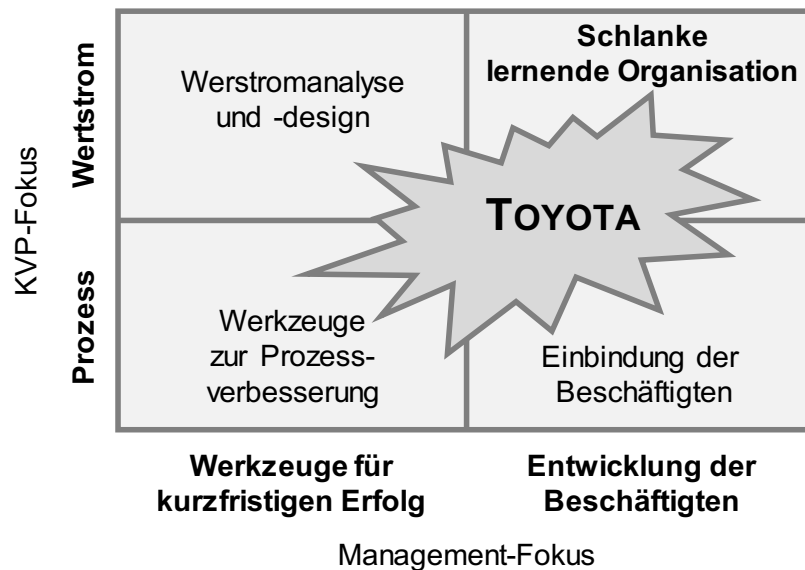 KVP-Fokus
Wertstrom
Prozess
Werstromanalyse
und -design
Schlanke
lernende Organisation
TOYOTA
Werkzeuge
zur Prozess-
verbesserung
Einbindung der
Beschäftigten
Werkzeuge für
kurzfristigen Erfolg
Entwicklung der
Beschäftigten
Management-Fokus